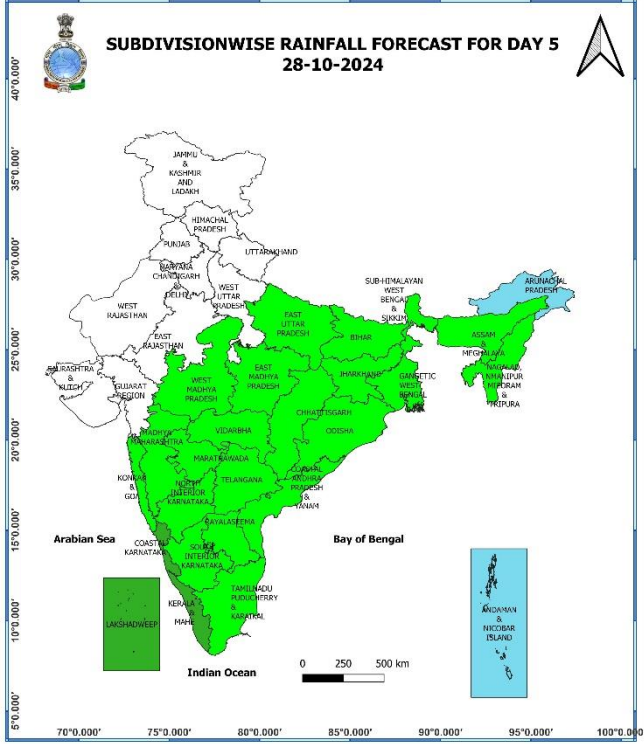 SUBDIVISIONWISE RAINFALL FORECAST FOR DAY 5
28-10-2024
40°0.000'
35°0.000'
30°0.000'
25°0.000'
20°0.000'
15°0.000'
10°0.000'
5°0.000'
JAMMU
&
KASHMIR
AND
LADAKH
HIMACHAL
PRADESH
PUNJAB
UTTARAKHAND
HARYANA
CHANDIGARH
&
DELHI
WEST
UTTAR
PRADESH
WEST
RAJASTHAN
EAST
RAJASTHAN
SAURASHTRA
&
KUTCH
GUJARAT
REGION
EAST
UTTAR
PRADESH
BIHAR
SUB-HIMALAYAN
WEST
BENGAL
&
SIKKIM
ARUNACHAL
PRADESH
ASSAM
&
MEGHALAYA
NAGALAND,
MANIPUR
MIZORAM
&
TRIPURA
WEST
MADHYA
PRADESH
EAST
MADHYA
PRADESH
JHARKHAND
GANGETIC
WEST
BENGAL
CHHATTISGARH
ODISHA
VIDARBHA
MADHYA
MAHARASHTRA
MARATHWADA
TELANGANA
COASTAL
ANDHRA
PRADESH
&
YANAM
KONKAN
&
GOA
NORTH
INTERIOR
KARNATAKA
RAYALASEEMA
COASTAL
KARNATAKA
SOUTH
INTERIOR
KARNATAKA
TAMILNADU
PUDUCHERRY
&
KARAIKAL
KERALA
&
MAHE
LAKSHADWEEP
ANDAMAN
&
NICOBAR
ISLAND
Arabian Sea
Bay of Bengal
Indian Ocean
0 250 500 km
70°0.000' 75°0.000' 80°0.000' 85°0.000' 90°0.000' 95°0.000' 100°0.000'